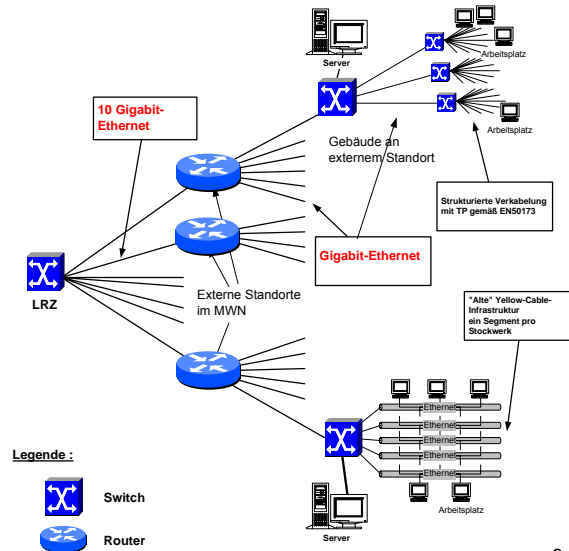 Server
Arbeitsplatz
10 Gigabit-
Ethernet
Arbeitsplatz
Gebäude an
externem Standort
Strukturierte Verkabelung
mit TP gemäß EN50173
Gigabit-Ethernet
LRZ
Externe Standorte
im MWN
"Alte" Yellow-Cable-
Infrastruktur
ein Segment pro
Stockwerk
Ethernet
Ethernet
Ethernet
Ethernet
Ethernet
Legende :
Switch
Arbeitsplatz
Server
Router